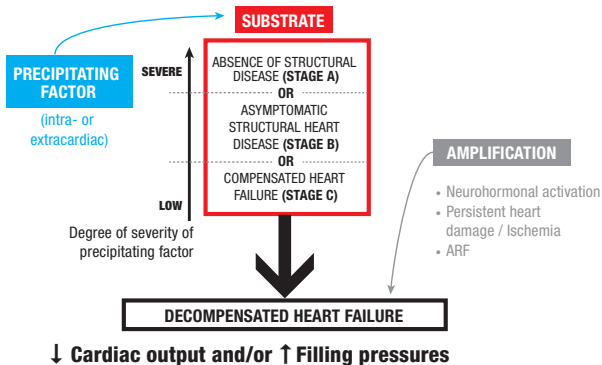 SUBSTRATE
PRECIPITATING
FACTOR
(intra- or
extracardiac)
SEVERE
LOW
Degree of severity of
precipitating factor
ABSENCE OF STRUCTURAL
DISEASE (STAGE A)
OR
ASYMPTOMATIC
STRUCTURAL HEART
DISEASE (STAGE B)
OR
COMPENSATED HEART
FAILURE (STAGE C)
AMPLIFICATION
• Neurohormonal activation
• Persistent heart
damage / Ischemia
• ARF
DECOMPENSATED HEART FAILURE
↓ Cardiac output and/or ↑ Filling pressures